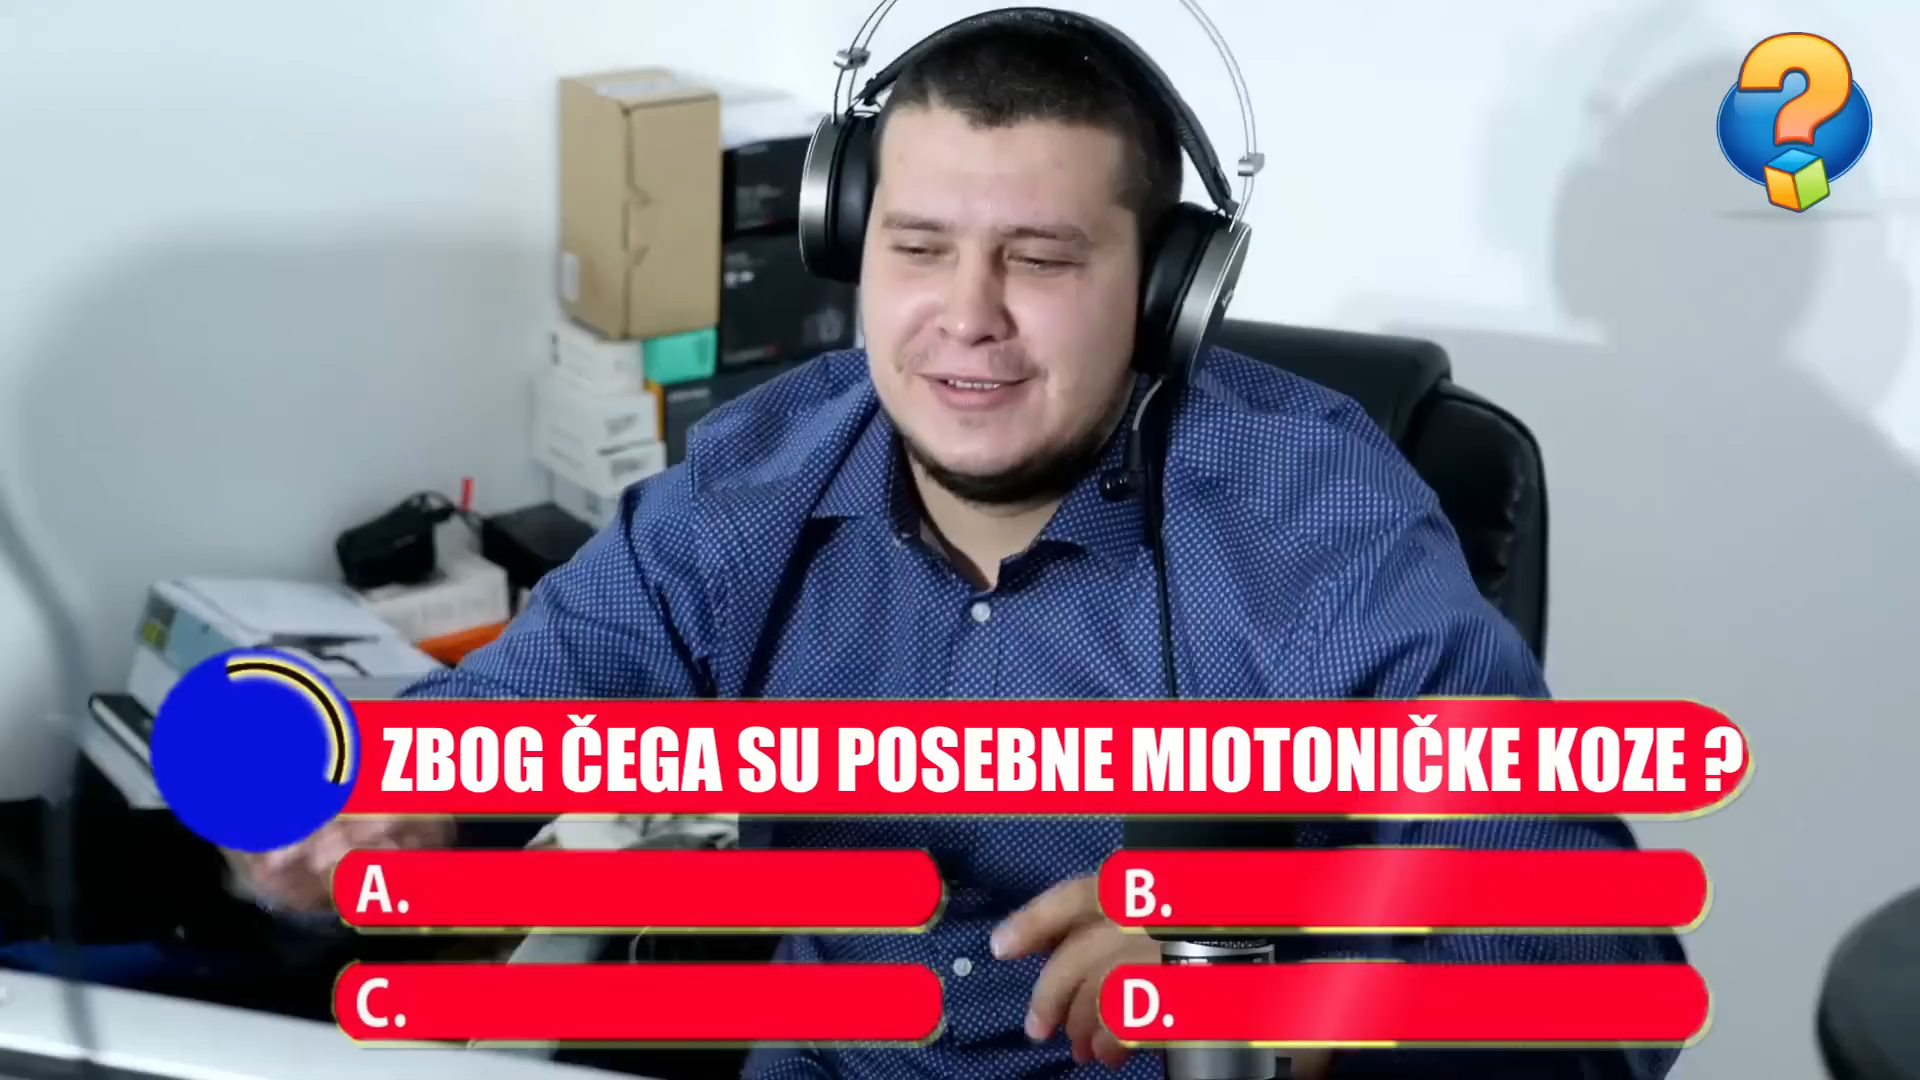 ZBOG ČEGA SU POSEBNE MIOTONIČKE KOZE ?
A.
B.
C.
D.